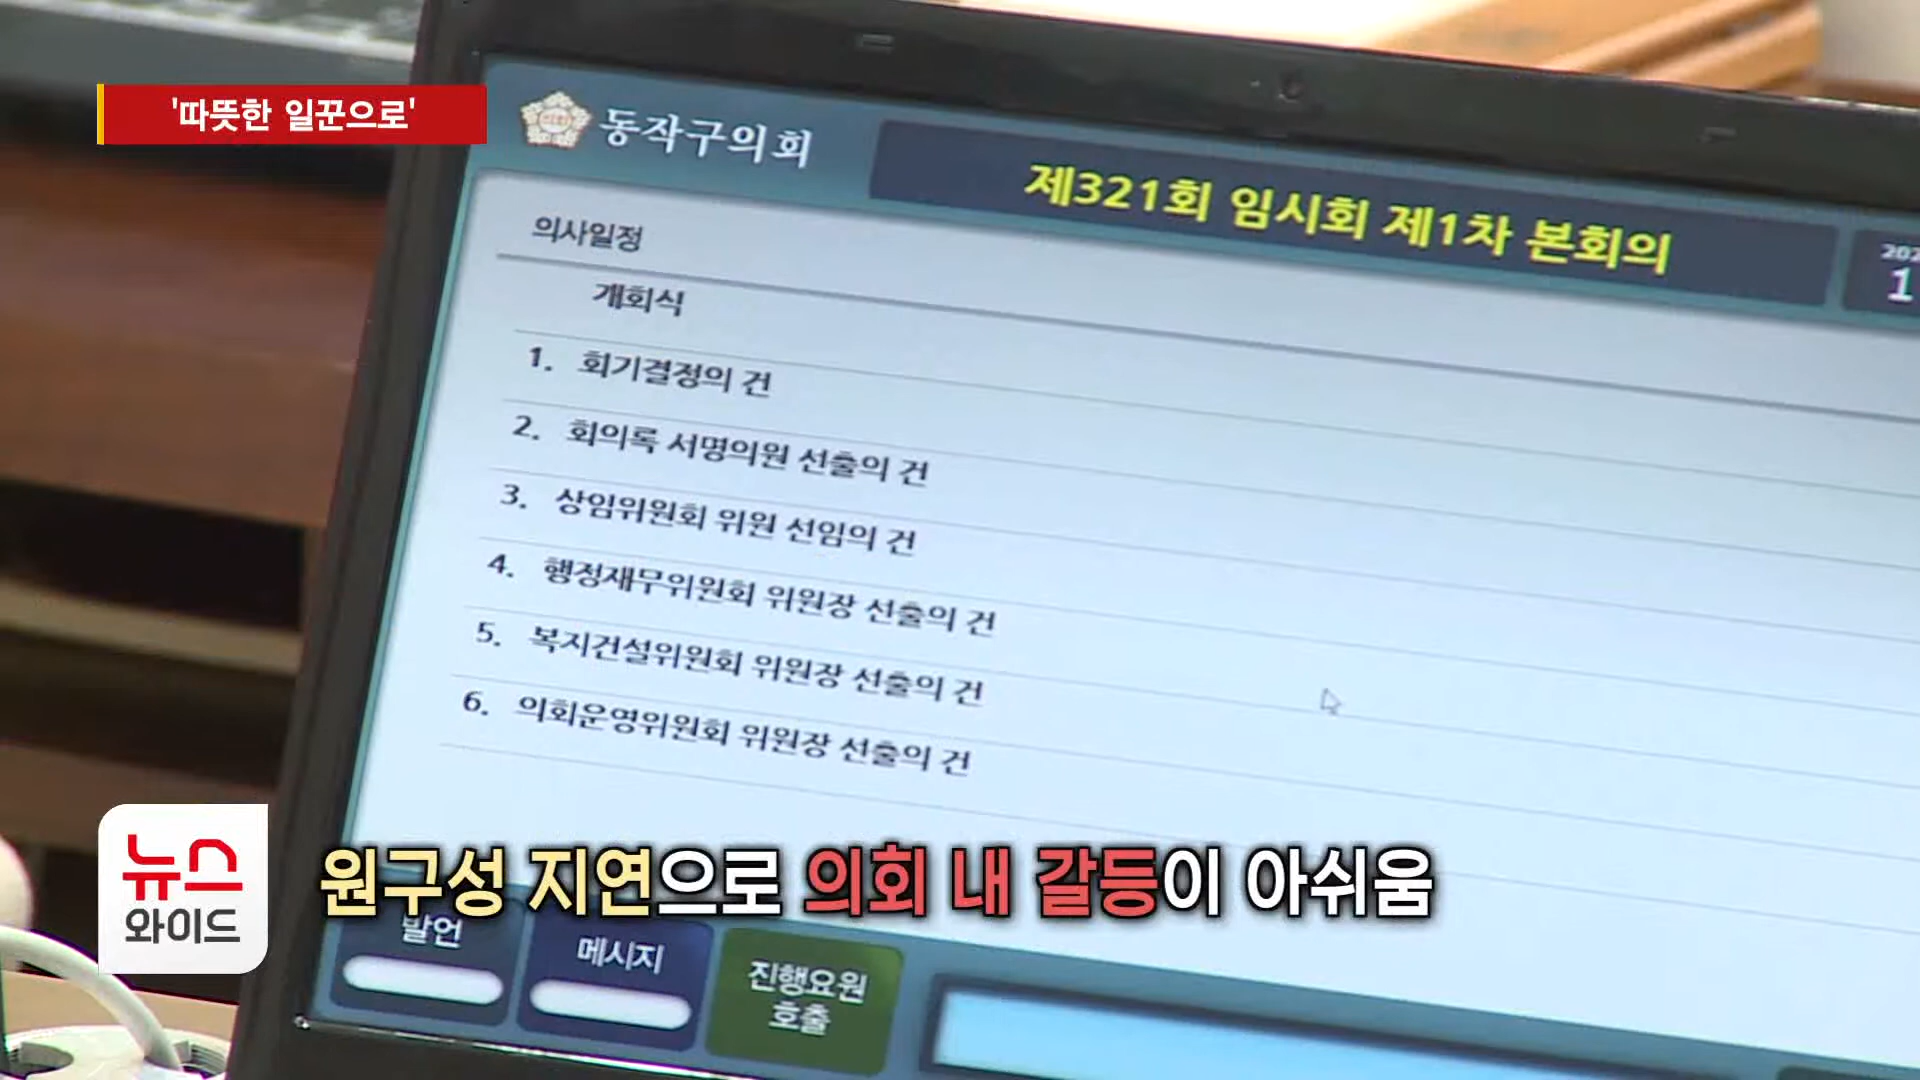 '따뜻한 일꾼으로'
동작구의회
제321회 임시회 제1차 본회의
의사일정
개회식
1. 회기결정의 건
2. 회의록 서명의원 선출의 건
3. 상임위원회 위원 선임의 건
4. 행정재무위원회 위원장 선출의 건
5. 복지건설위원회 위원장 선출의 건
6. 의회운영위원회 위원장 선출의 건
뉴스
와이드
원구성 지연으로 의회 내 갈등이 아쉬움
발언
메시지
진행요원
호출